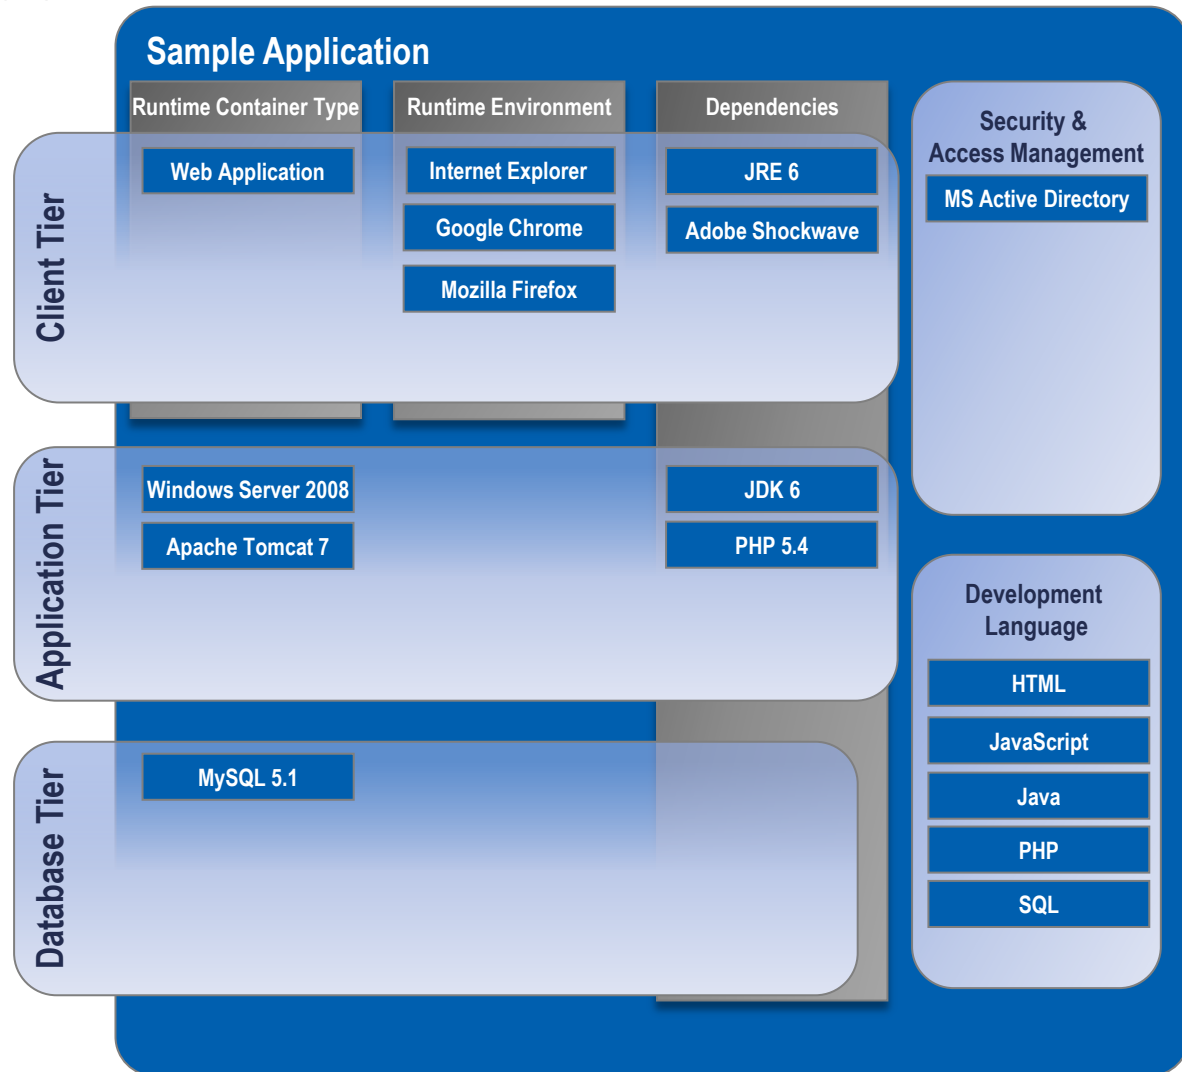 Sample Application
Runtime Container Type
Runtime Environment
Dependencies
Client Tier
Web Application
Internet Explorer
Google Chrome
Mozilla Firefox
JRE 6
Adobe Shockwave
Application Tier
Windows Server 2008
Apache Tomcat 7
JDK 6
PHP 5.4
Database Tier
MySQL 5.1
Security &
Access Management
MS Active Directory
Development
Language
HTML
JavaScript
Java
PHP
SQL